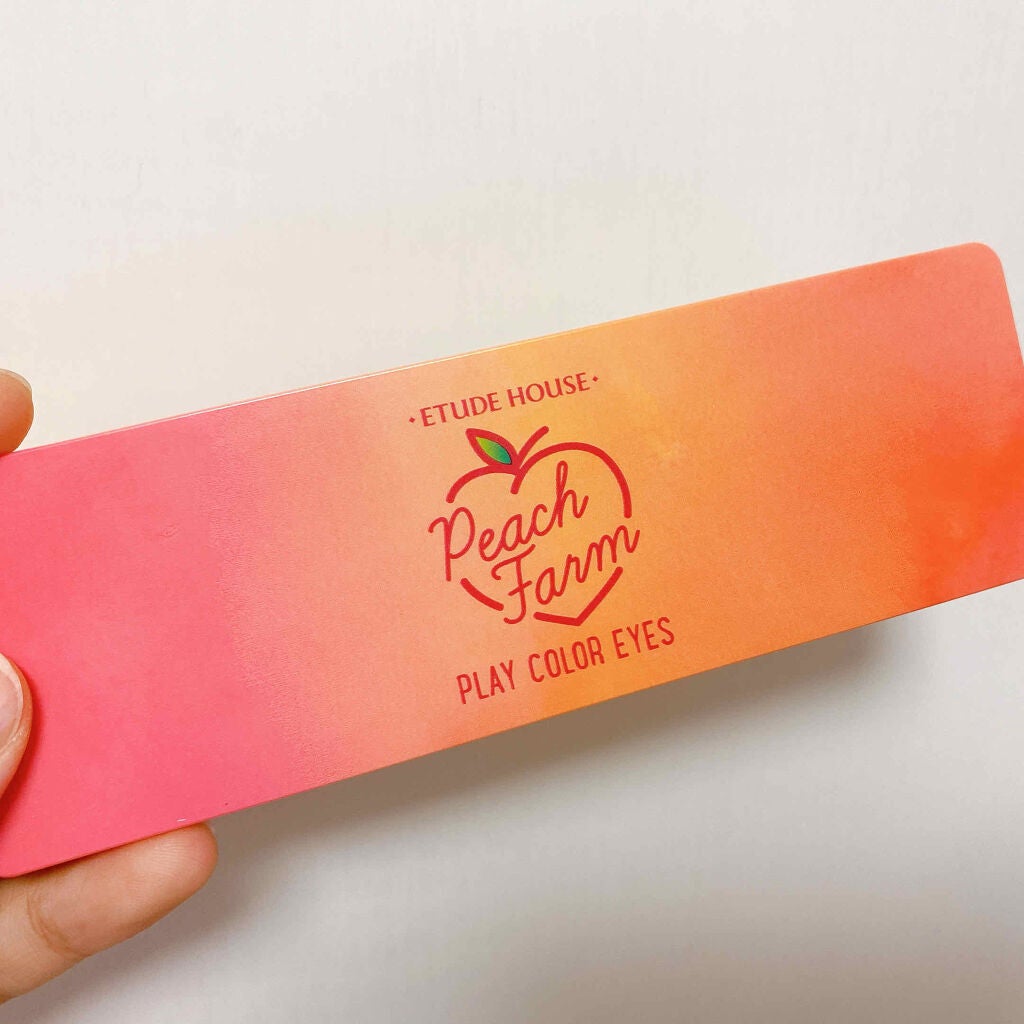 ·ETUDE HOUSE·
Peach
Farm
PLAY COLOR EYES